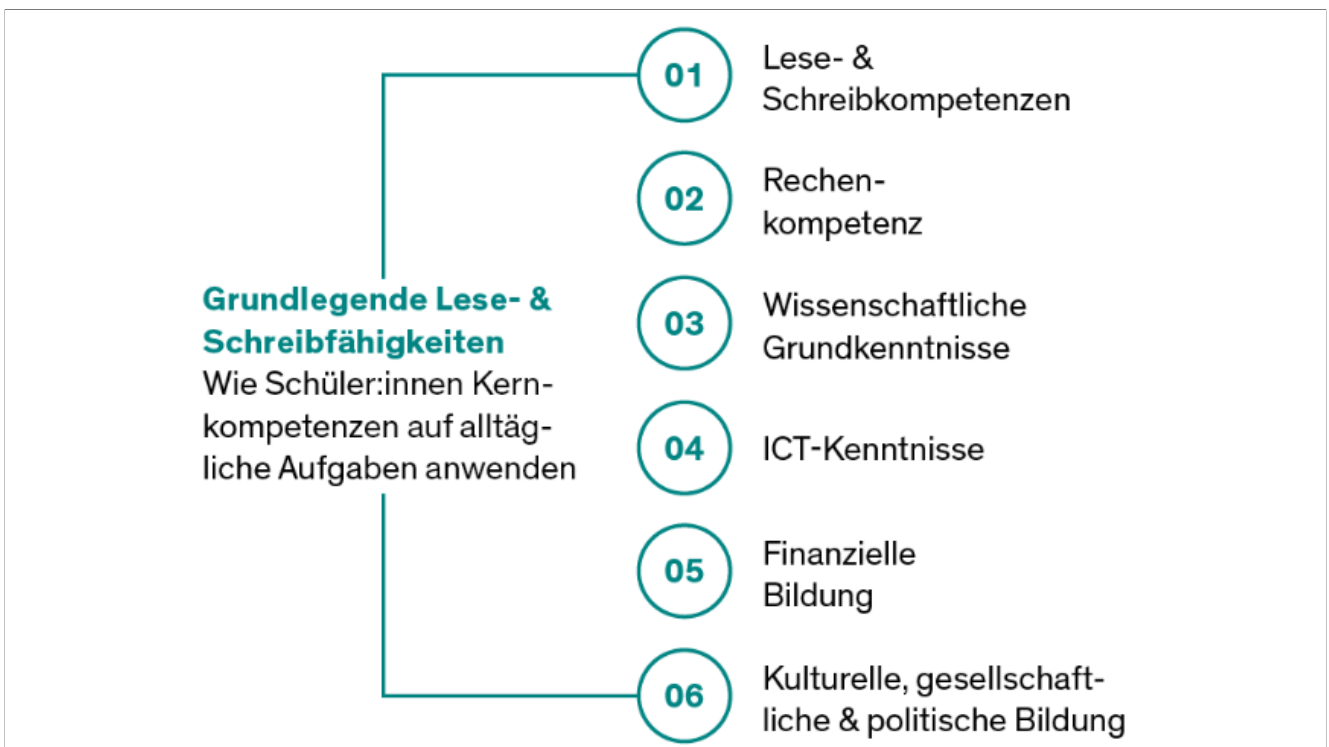 Grundlegende Lese- &
Schreibfähigkeiten
Wie Schüler:innen Kern-
kompetenzen auf alltäg-
liche Aufgaben anwenden
01
Lese- &
Schreibkompetenzen
02
Rechen-
kompetenz
03
Wissenschaftliche
Grundkenntnisse
04
ICT-Kenntnisse
05
Finanzielle
Bildung
06
Kulturelle, gesellschaft-
liche & politische Bildung